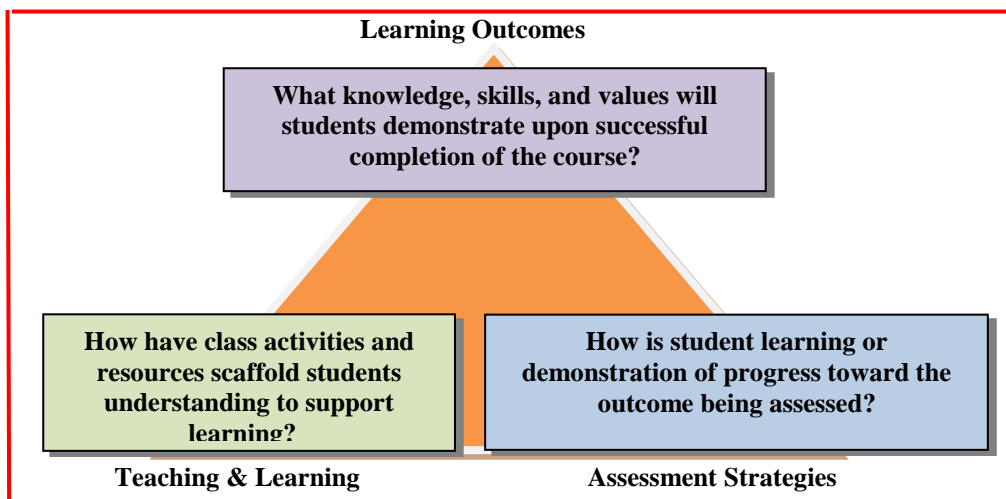 Learning Outcomes
What knowledge, skills, and values will
students demonstrate upon successful
completion of the course?
How have class activities and
resources scaffold students
understanding to support
learning?
How is student learning or
demonstration of progress toward the
outcome being assessed?
Teaching & Learning
Assessment Strategies